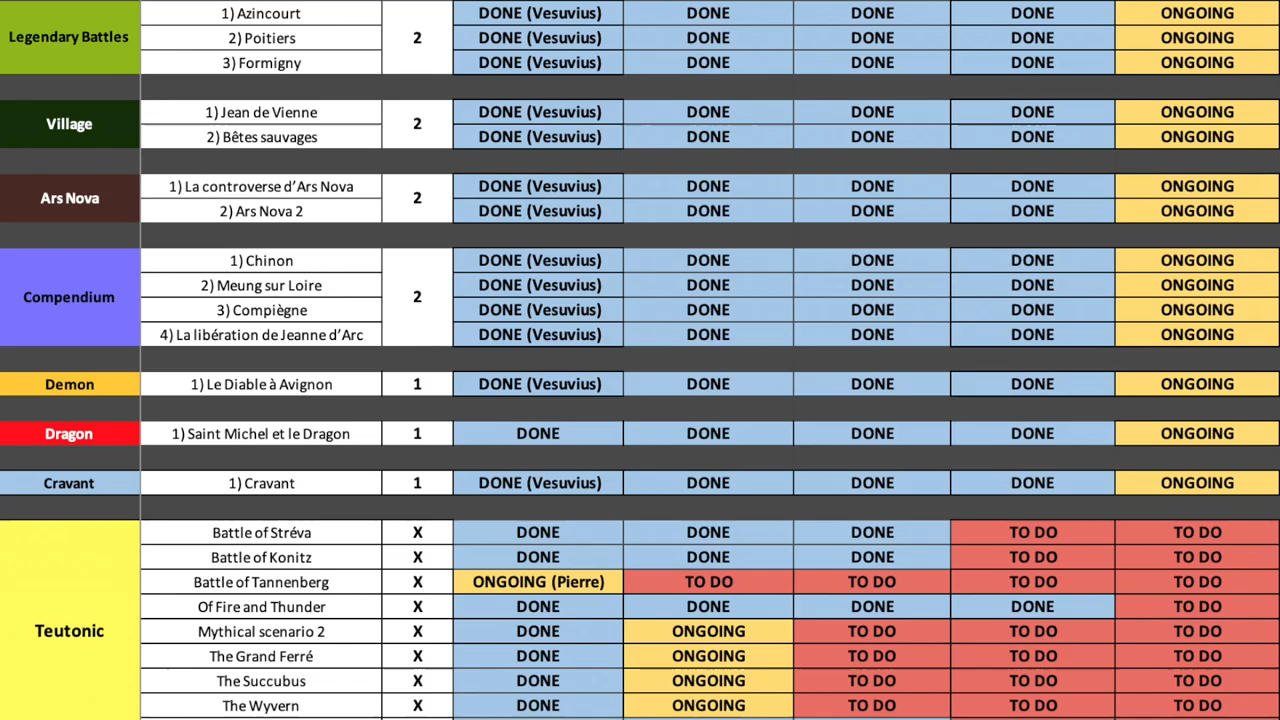 Legendary Battles
1) Azincourt
2
DONE (Vesuvius) DONE DONE DONE ONGOING
2) Poitiers
DONE (Vesuvius) DONE DONE DONE ONGOING
3) Formigny
DONE (Vesuvius) DONE DONE DONE ONGOING
Village
1) Jean de Vienne
2
DONE (Vesuvius) DONE DONE DONE ONGOING
2) Bêtes sauvages
DONE (Vesuvius) DONE DONE DONE ONGOING
Ars Nova
1) La controverse d’Ars Nova
2
DONE (Vesuvius) DONE DONE DONE ONGOING
2) Ars Nova 2
DONE (Vesuvius) DONE DONE DONE ONGOING
Compendium
1) Chinon
2
DONE (Vesuvius) DONE DONE DONE ONGOING
2) Meung sur Loire
DONE (Vesuvius) DONE DONE DONE ONGOING
3) Compiègne
DONE (Vesuvius) DONE DONE DONE ONGOING
4) La libération de Jeanne d’Arc
DONE (Vesuvius) DONE DONE DONE ONGOING
Demon 1) Le Diable à Avignon 1 DONE (Vesuvius) DONE DONE DONE ONGOING
Dragon 1) Saint Michel et le Dragon 1 DONE DONE DONE DONE ONGOING
Cravant 1) Cravant 1 DONE (Vesuvius) DONE DONE DONE ONGOING
Teutonic
Battle of Stréva X DONE DONE DONE TO DO TO DO
Battle of Konitz X DONE DONE DONE TO DO TO DO
Battle of Tannenberg X ONGOING (Pierre) TO DO TO DO TO DO TO DO
Of Fire and Thunder X DONE DONE DONE DONE TO DO
Mythical scenario 2 X DONE ONGOING TO DO TO DO TO DO
The Grand Ferré X DONE ONGOING TO DO TO DO TO DO
The Succubus X DONE ONGOING TO DO TO DO TO DO
The Wyvern X DONE ONGOING TO DO TO DO TO DO